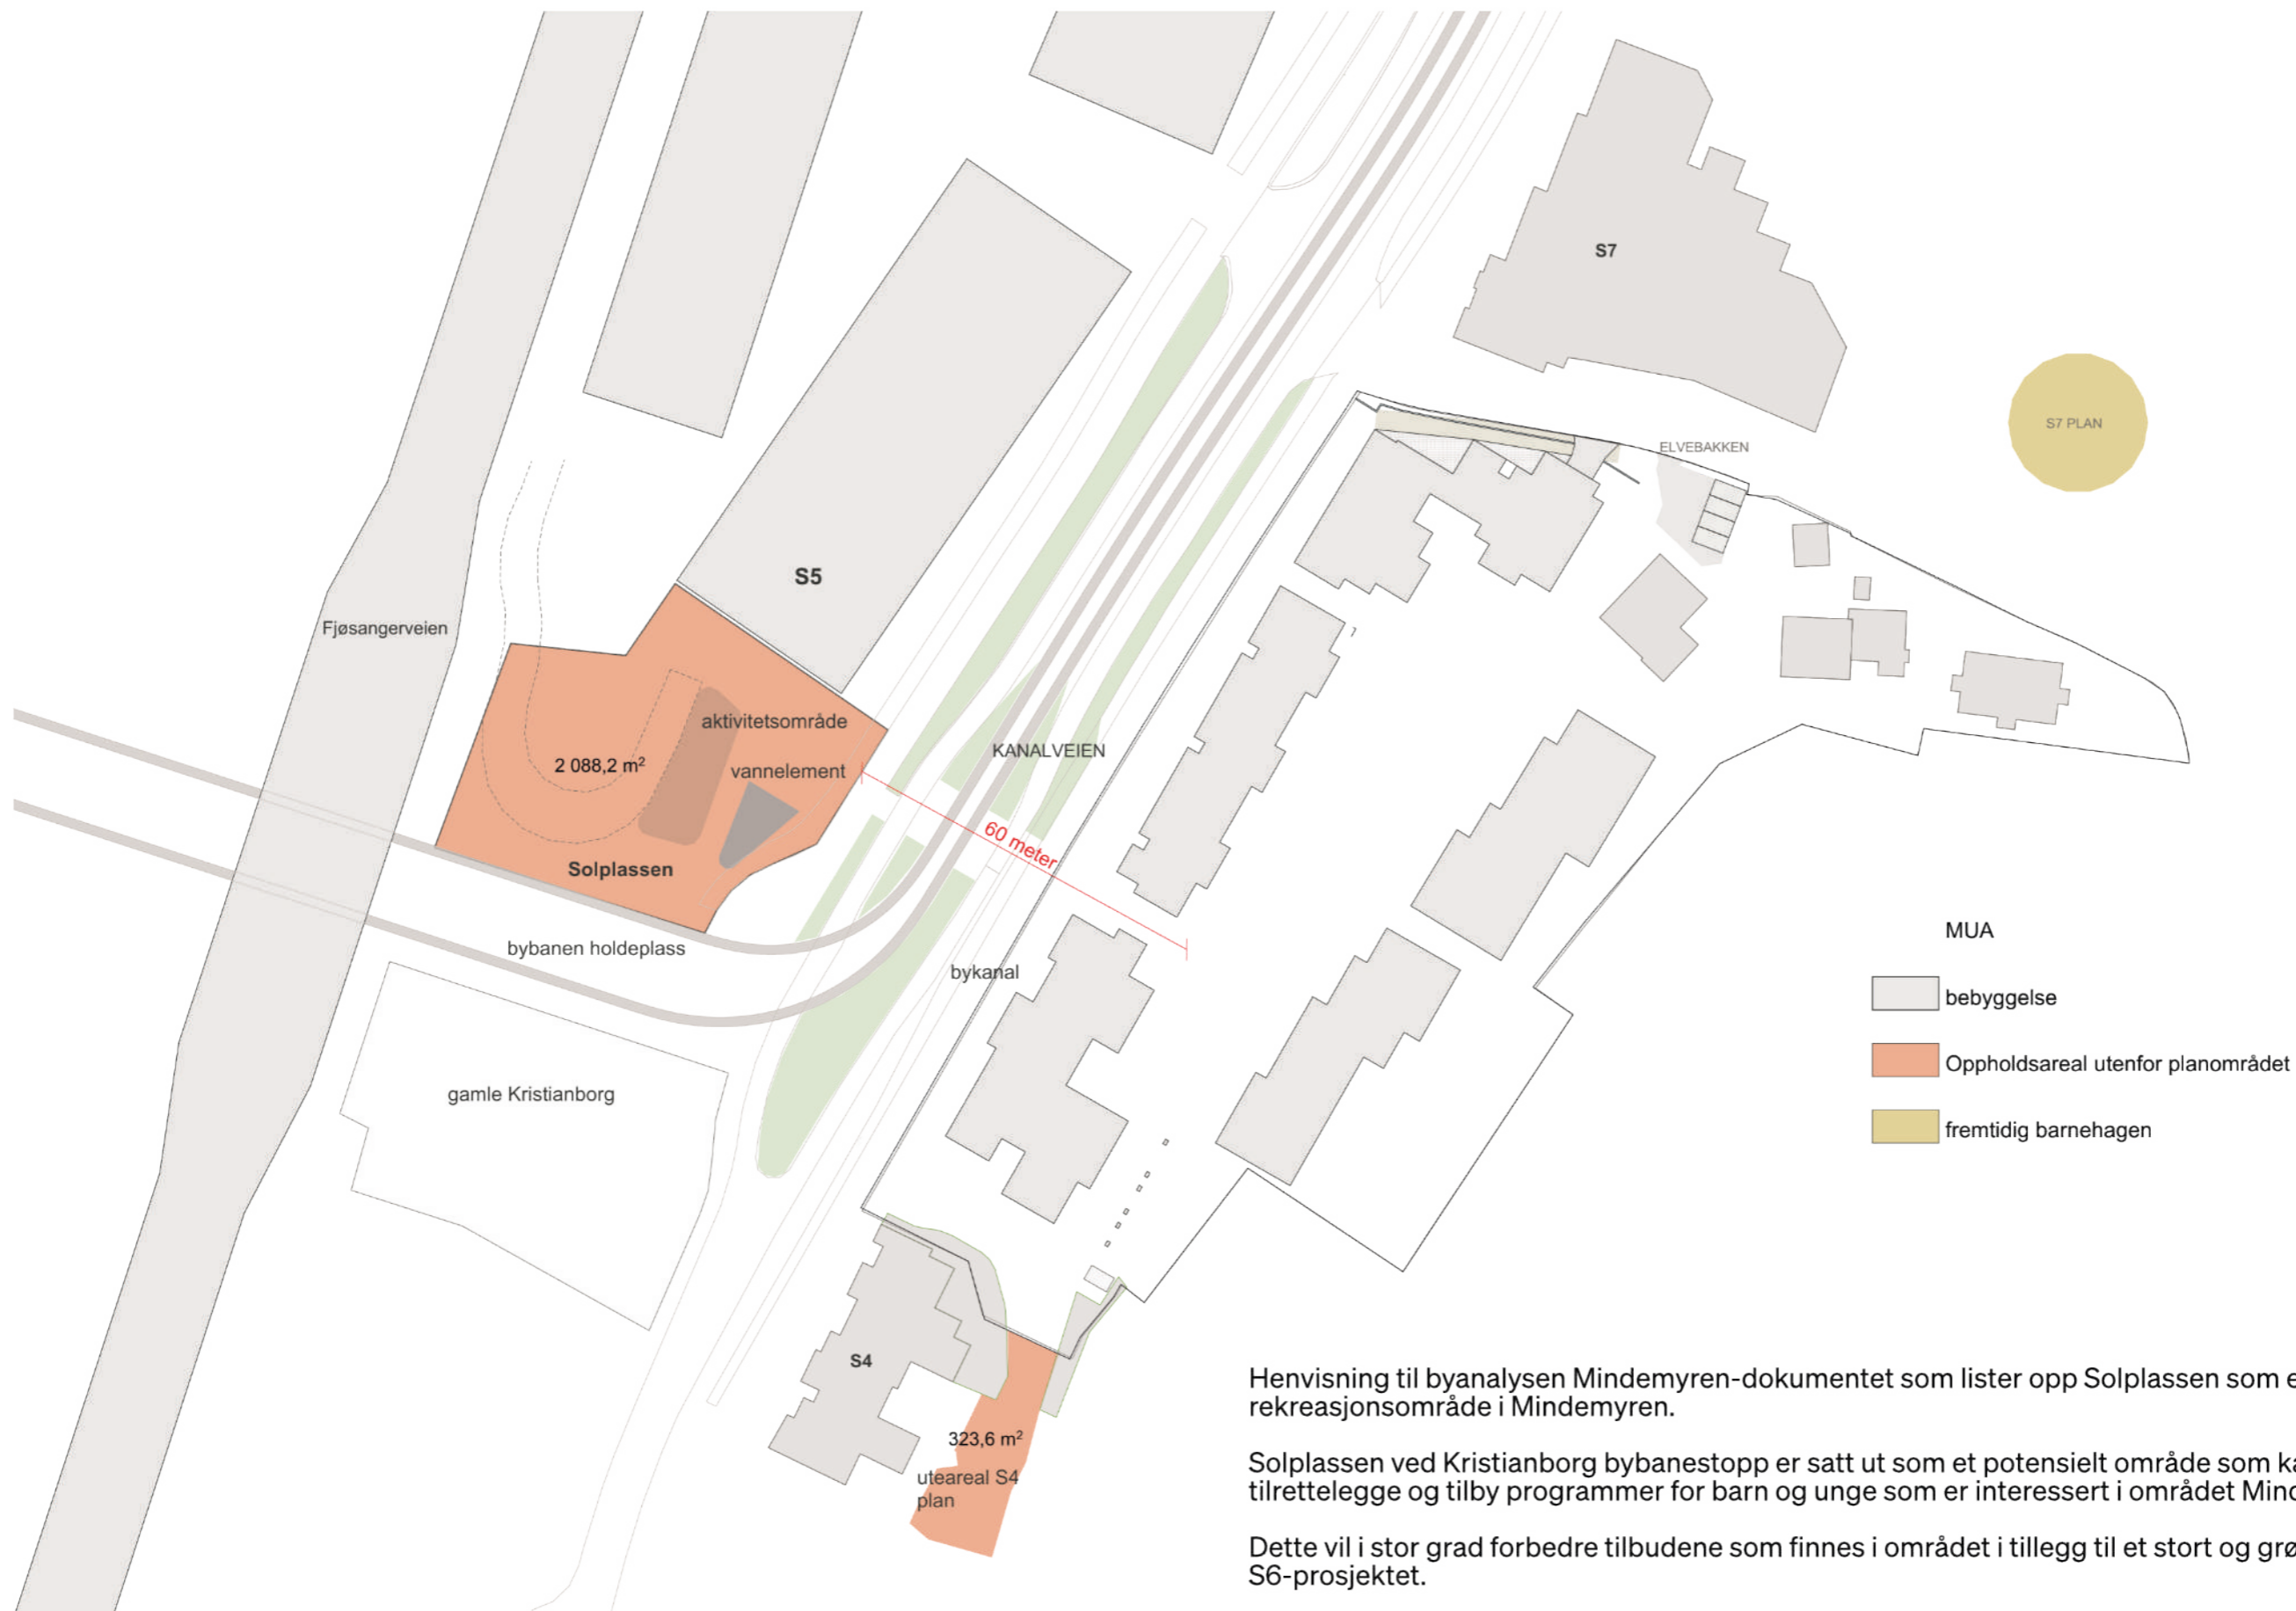 S7
S7 PLAN
ELVEBAKKEN
S5
Fjøsangerveien
aktivitetsområde
KANALVEIEN
2 088,2 m²
vannelement
60 meter
Solplassen
bybanen holdeplass
bykanal
gamle Kristianborg
MUA
bebyggelse
Oppholdsareal utenfor planområdet
fremtidig barnehagen
S4
323,6 m²
uteareal S4
plan
Henvisning til byanalysen Mindemyren-dokumentet som lister opp Solplassen som e
rekreasjonsområde i Mindemyren.
Solplassen ved Kristianborg bybanestopp er satt ut som et potensielt område som ka
tilrettelegge og tilby programmer for barn og unge som er interessert i området Mind
Dette vil i stor grad forbedre tilbudene som finnes i området i tillegg til et stort og grø
S6-prosjektet.